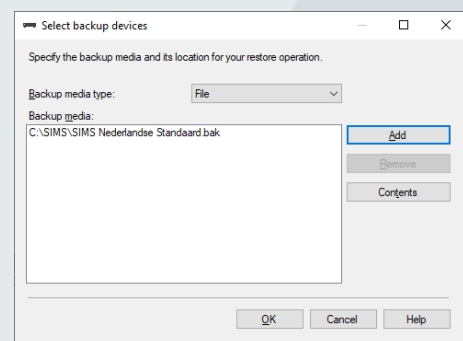 Select backup devices
Specify the backup media and its location for your restore operation.
Backup media type:
File
Backup media:
C:\SIMS\SIMS Nederlandse Standaard.bak
Add
Remove
Contents
OK
Cancel
Help